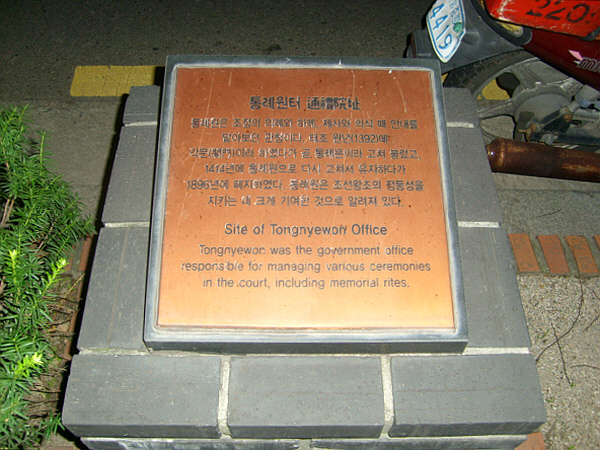 통례원터 通禮院址
통례원은 조정의 의례와 하례, 제사와 의식 때 안내를
맡아보던 관청이다. 태조 원년(1392)에
각문(閣門)이라 하였다가 뒤, 통례문이라 고쳐 불렀고,
1414년에 통례원으로 다시 고쳐서 유지하다가
1896년에 폐지하였다. 통례원은 조선왕조의 정통성을
지키는 데 크게 기여한 것으로 알려져 있다.
Site of Tongnyewon Office
Tongnyewon was the government office
responsible for managing various ceremonies
in the court, including memorial rites.
4419